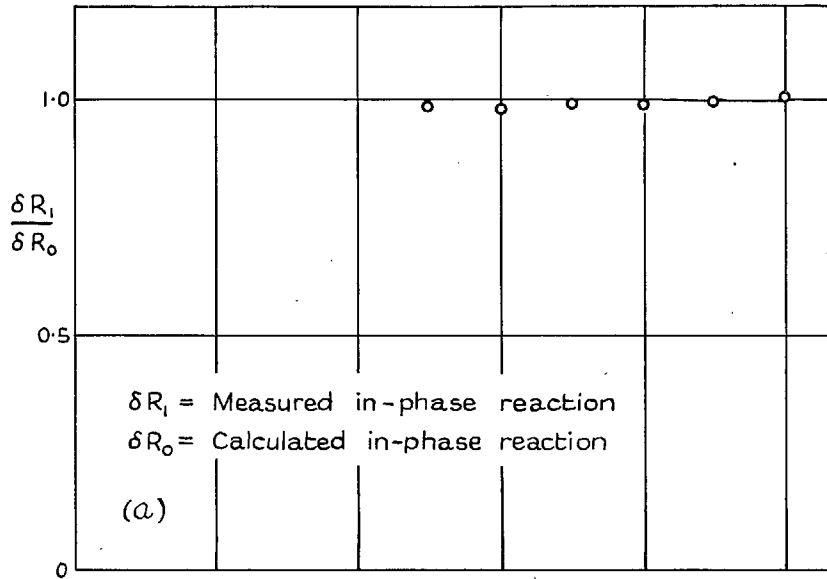 1·0
δR₁
δR₀
0·5
δR₁ = Measured in-phase reaction
δR₀ = Calculated in-phase reaction
(a)
0